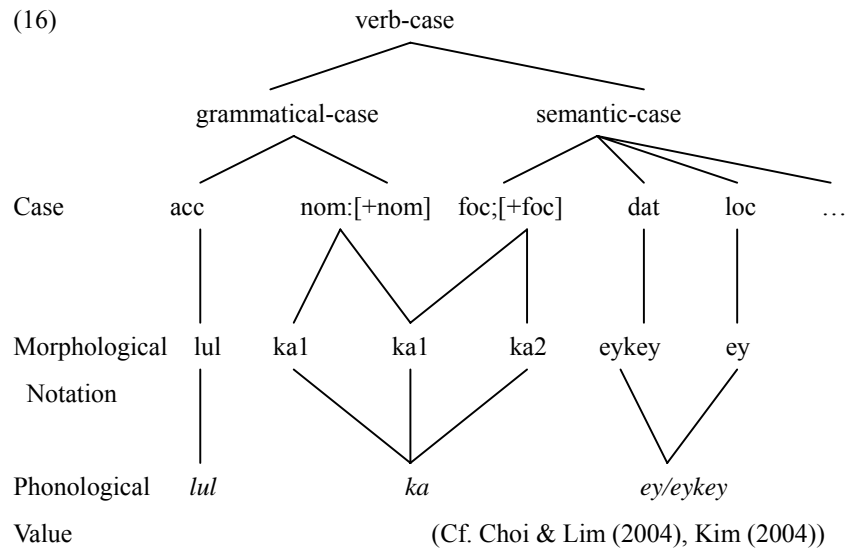 (16) verb-case
grammatical-case semantic-case
Case acc nom:[+nom] foc;[+foc] dat loc …
Morphological lul ka1 ka1 ka2 eykey ey
Notation
Phonological lul ka ey/eykey
Value (Cf. Choi & Lim (2004), Kim (2004))